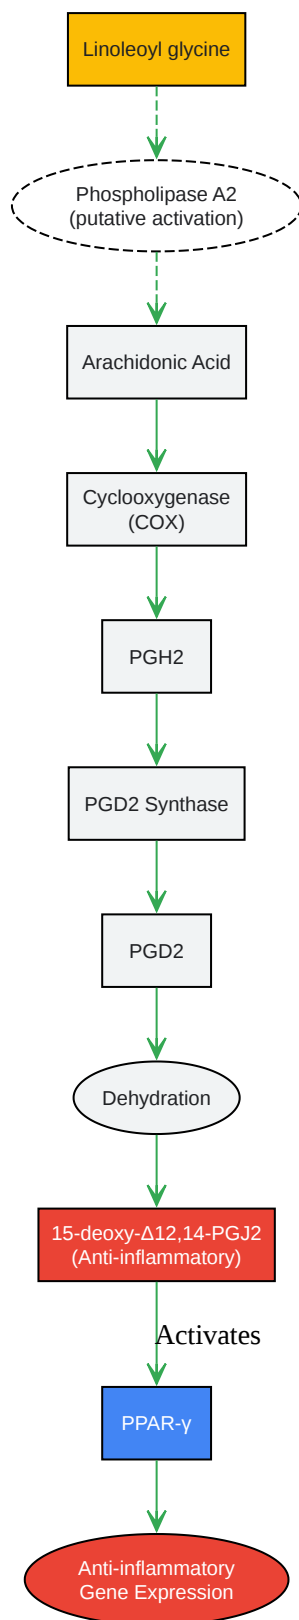 Linoleoyl glycine
Phospholipase A2
(putative activation)
Arachidonic Acid
Cyclooxygenase
(COX)
PGH2
PGD2 Synthase
PGD2
Dehydration
15-deoxy-Δ12,14-PGJ2
(Anti-inflammatory)
Activates
PPAR-γ
Anti-inflammatory
Gene Expression